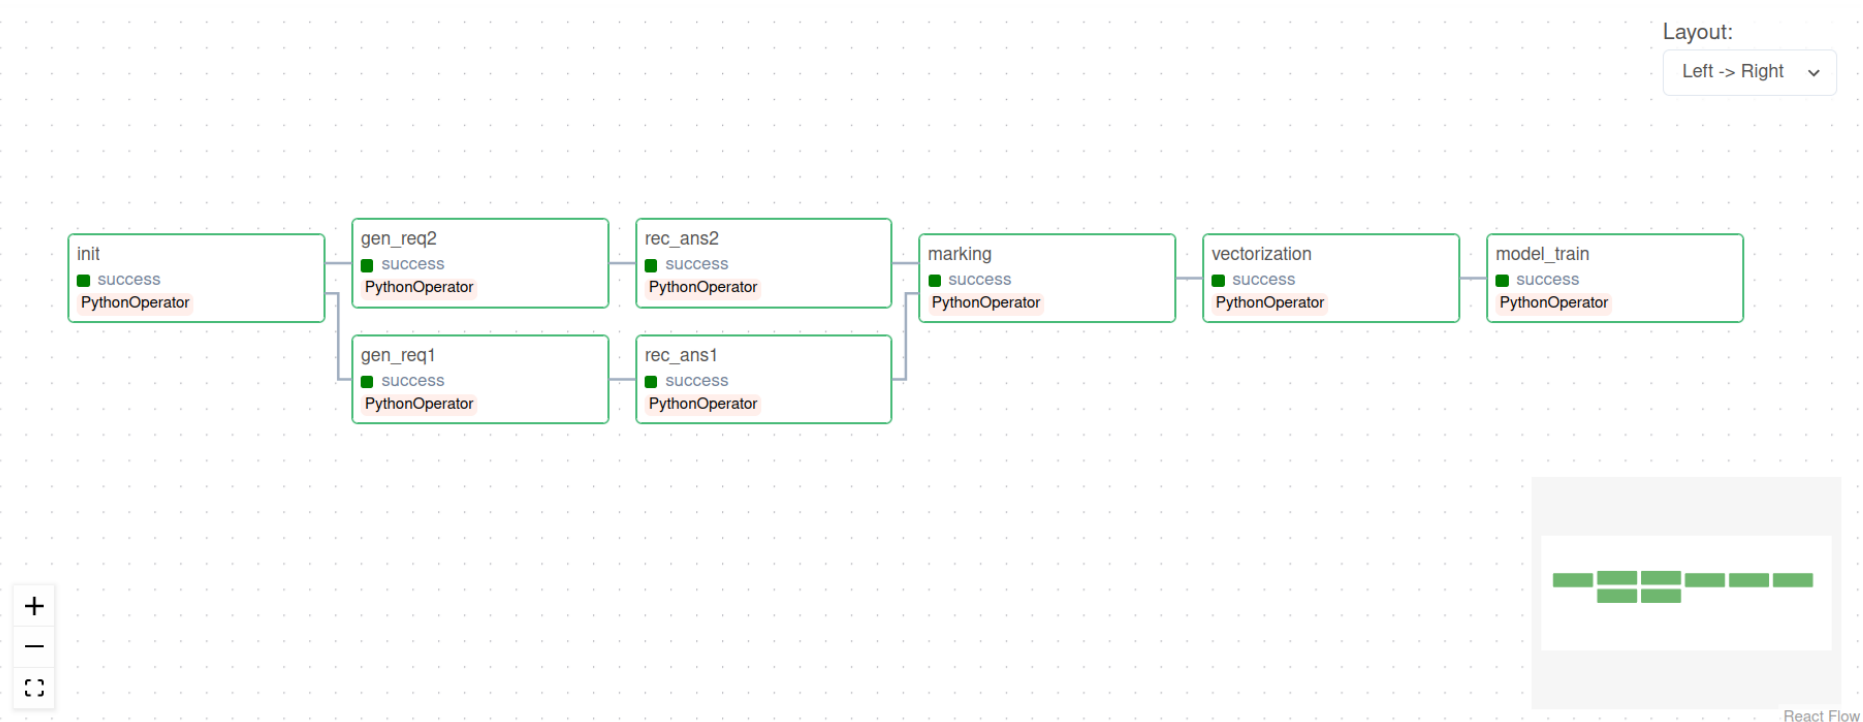 Layout:
Left -> Right
init
success
PythonOperator
gen_req2
success
PythonOperator
rec_ans2
success
PythonOperator
gen_req1
success
PythonOperator
rec_ans1
success
PythonOperator
marking
success
PythonOperator
vectorization
success
PythonOperator
model_train
success
PythonOperator
React Flow